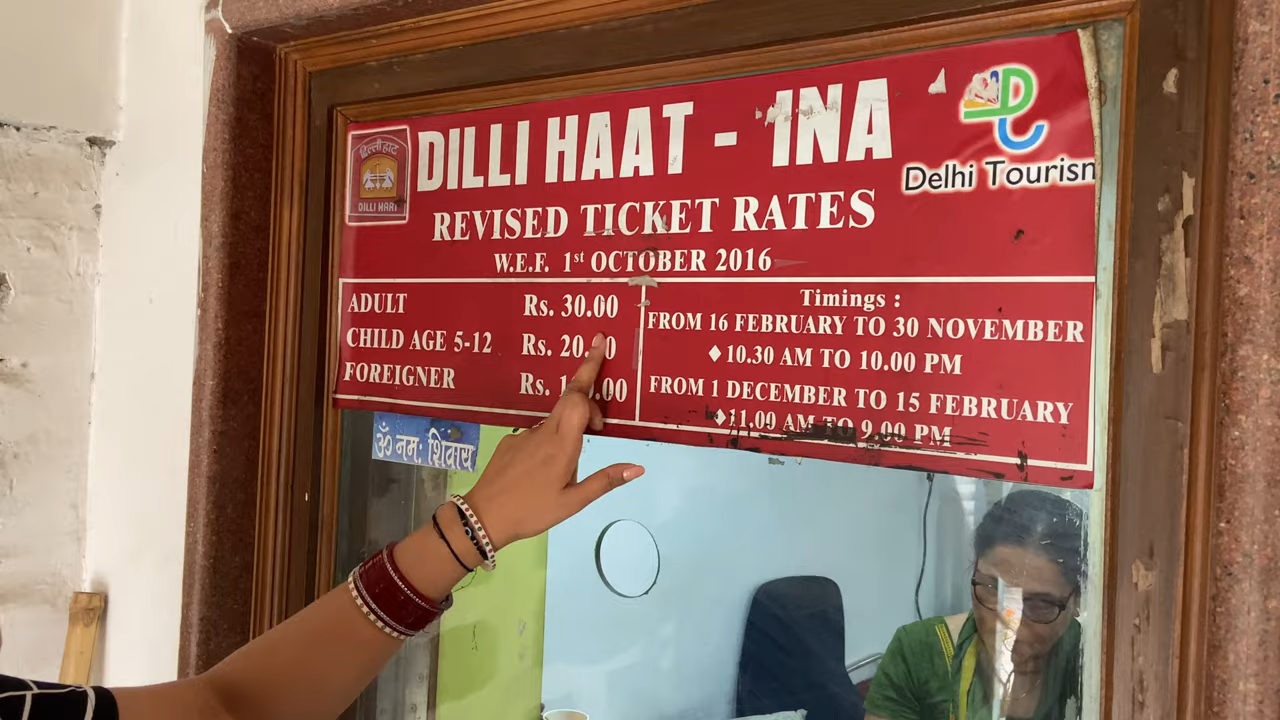 दिल्ली हाट
DILLI HAAT
DILLI HAAT - INA
Delhi Tourism
REVISED TICKET RATES
W.E.F. 1st OCTOBER 2016
ADULT Rs. 30.00
CHILD AGE 5-12 Rs. 20.00
FOREIGNER Rs.
Timings :
FROM 16 FEBRUARY TO 30 NOVEMBER
♦10.30 AM TO 10.00 PM
FROM 1 DECEMBER TO 15 FEBRUARY
♦11.00 AM TO 9.00 PM
ॐ नमः शिवाय